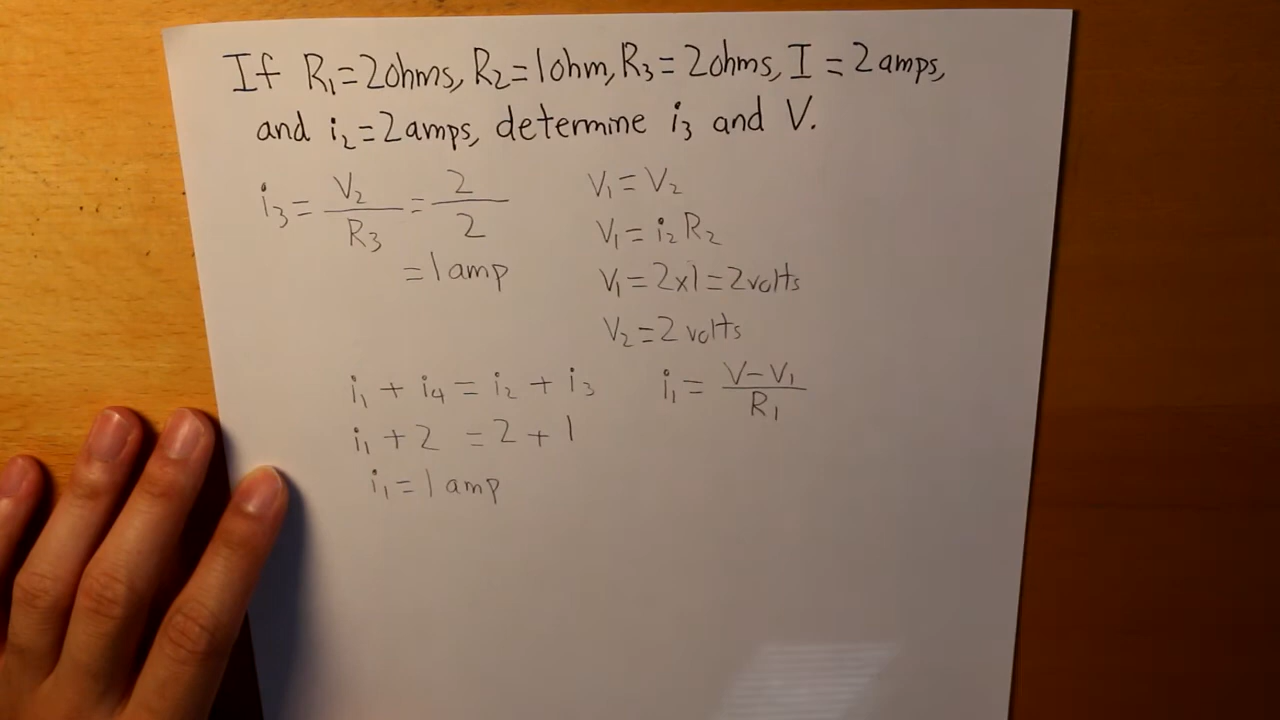 If R₁=2ohms, R₂=1ohm, R₃=2ohms, I=2amps,
and i₂=2amps, determine i₃ and V.
i₃ = V₂/R₃ = 2/2
= 1 amp
V₁ = V₂
V₁ = i₂R₂
V₁ = 2x1 = 2volts
V₂ = 2 volts
i₁ + i₄ = i₂ + i₃
i₁ + 2 = 2 + 1
i₁ = 1 amp
i₁ = V-V₁/R₁